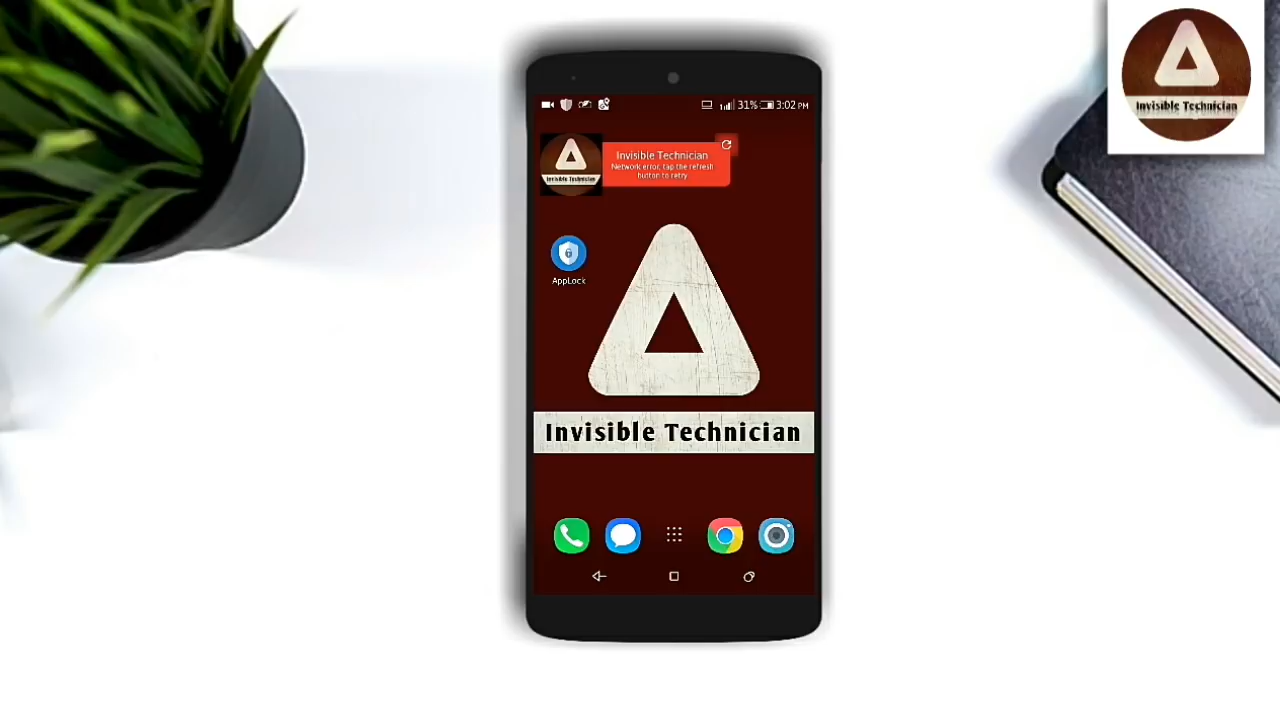 Invisible Technician
31% 3:02 PM
Invisible Technician
Invisible Technician
Network error, tap the refresh
button to retry
AppLock
Invisible Technician